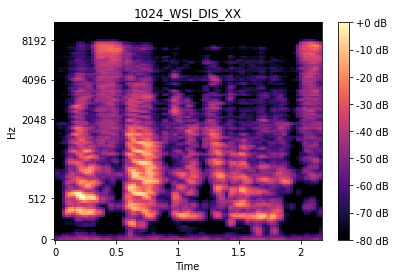 1024_WSI_DIS_XX
8192
4096
2048
1024
512
0
Hz
0
0.5
1
1.5
2
Time
+0 dB
-10 dB
-20 dB
-30 dB
-40 dB
-50 dB
-60 dB
-70 dB
-80 dB